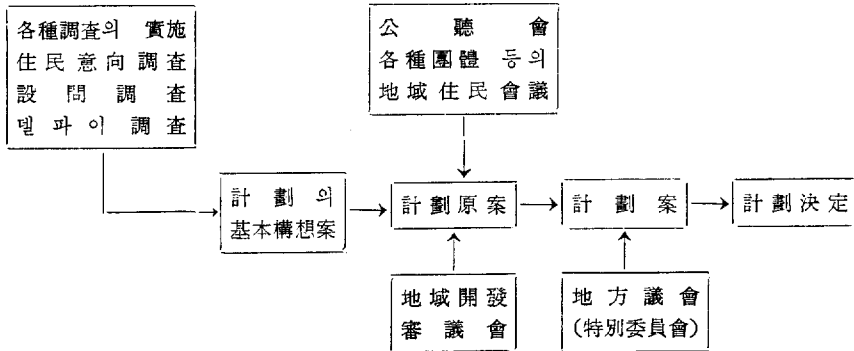 各種調査의 實施
住民意向調査
設問調査
델파이 調査
公聽會
各種團體 등의
地域住民會議
計劃의
基本構想案
計劃原案
計劃案
計劃決定
地域開發
審議會
地方議會
(特別委員會)